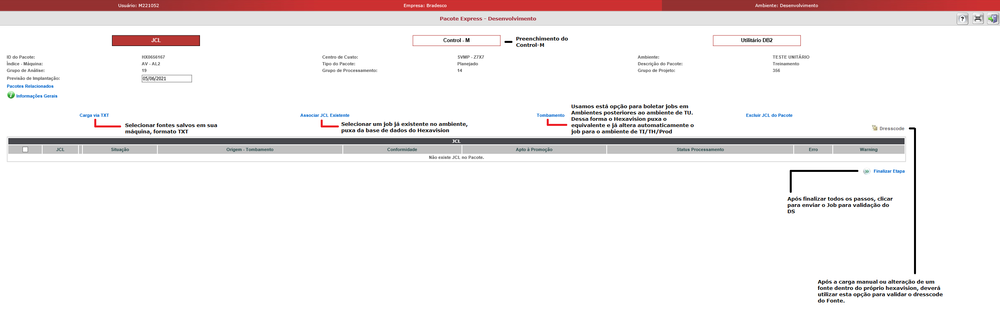 Usuário: M221052
Empresa: Bradesco
Ambiente: Desenvolvimento
Pacote Express - Desenvolvimento
JCL
Control - M
Preenchimento do
Control-M
Utilitário DB2
ID do Pacote:
HX0656167
Centro de Custo:
SVMP - Z7X7
Ambiente:
TESTE UNITÁRIO
Índice - Máquina:
AV - AL2
Tipo do Pacote:
Planejado
Descrição do Pacote:
Treinamento
Grupo de Análise:
19
Grupo de Processamento:
14
Grupo de Projeto:
356
Previsão de Implantação:
05/06/2021
Pacotes Relacionados
Informações Gerais
Carga via TXT
Selecionar fontes salvos em sua
máquina, formato TXT
Associar JCL Existente
Selecionar um job já existente no ambiente,
puxa da base de dados do Hexavision
Tombamento
Usamos está opção para boletar jobs em
Ambientes posteriores ao ambiente de TU.
Dessa forma o Hexavision puxa o
equivalente e já altera automaticamente o
job para o ambiente de TI/TH/Prod
Excluir JCL do Pacote
Dresscode
JCL
JCL
Situação
Origem - Tombamento
Conformidade
Apto à Promoção
Status Processamento
Erro
Warning
Não existe JCL no Pacote.
Finalizar Etapa
Após finalizar todos os passos, clicar
para enviar o Job para validação do
DS
Após a carga manual ou alteração de um
fonte dentro do próprio hexavision, deverá
utilizar esta opção para validar o dresscode
do Fonte.